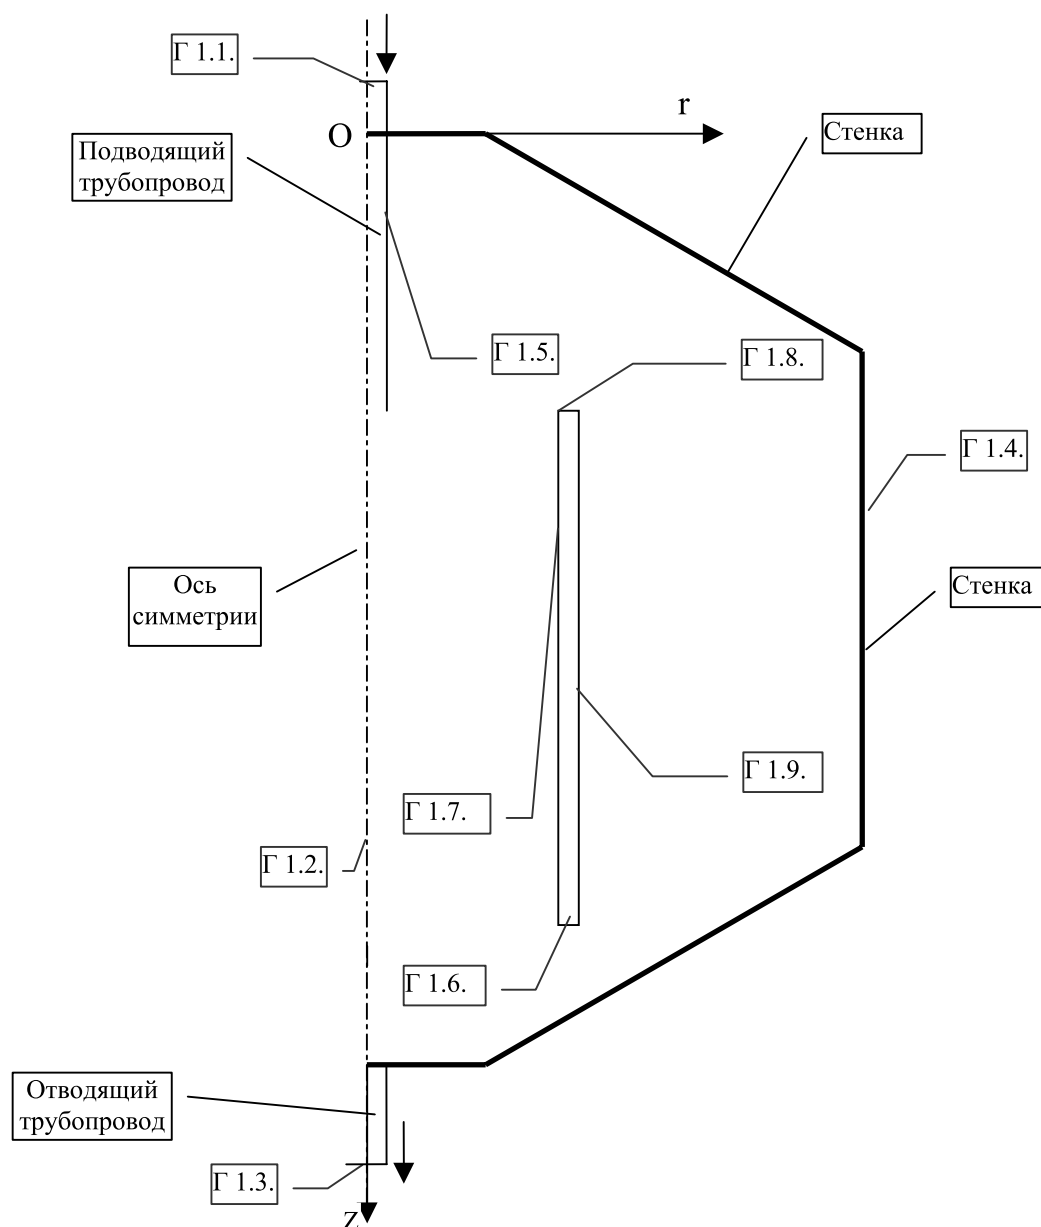 Г 1.1.
r
О
Стенка
Подводящий
трубопровод
Г 1.5.
Г 1.8.
Г 1.4.
Ось
симметрии
Стенка
Г 1.9.
Г 1.7.
Г 1.2.
Г 1.6.
Отводящий
трубопровод
Г 1.3.
Z